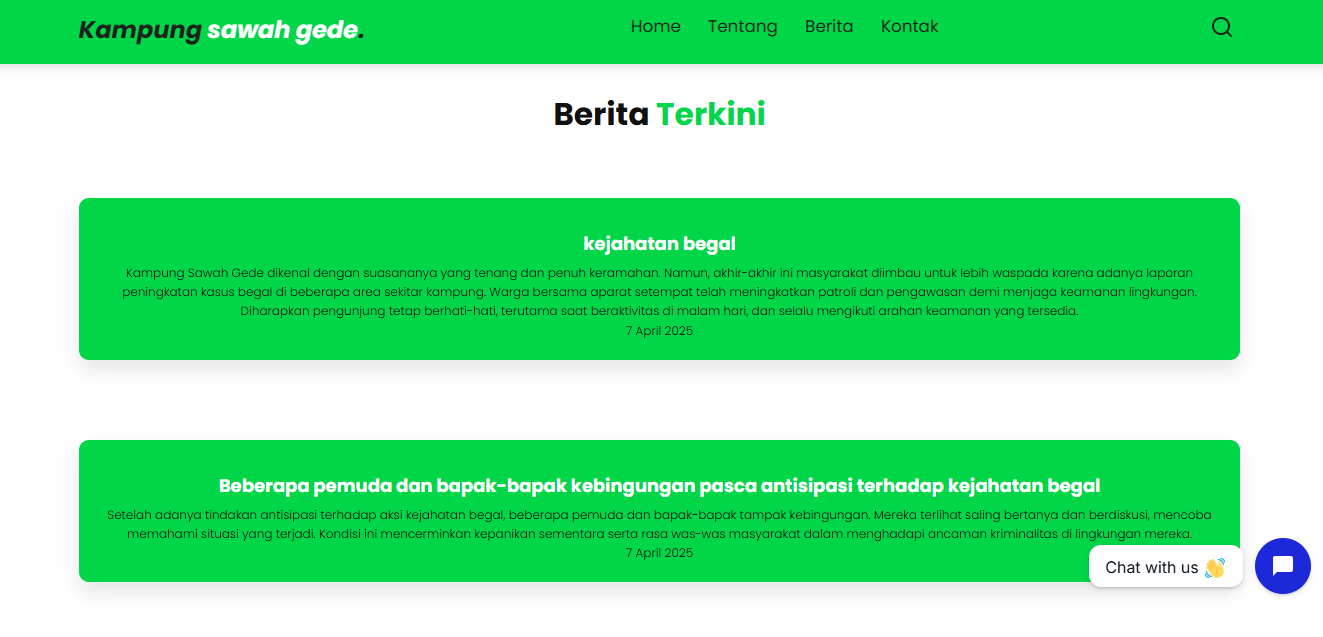 Kampung sawah gede.
Home Tentang Berita Kontak
Berita Terkini
kejahatan begal
Kampung Sawah Gede dikenal dengan suasananya yang tenang dan penuh keramahan. Namun, akhir-akhir ini masyarakat diimbau untuk lebih waspada karena adanya laporan
peningkatan kasus begal di beberapa area sekitar kampung. Warga bersama aparat setempat telah meningkatkan patroli dan pengawasan demi menjaga keamanan lingkungan.
Diharapkan pengunjung tetap berhati-hati, terutama saat beraktivitas di malam hari, dan selalu mengikuti arahan keamanan yang tersedia.
7 April 2025
Beberapa pemuda dan bapak-bapak kebingungan pasca antisipasi terhadap kejahatan begal
Setelah adanya tindakan antisipasi terhadap aksi kejahatan begal, beberapa pemuda dan bapak-bapak tampak kebingungan. Mereka terlihat saling bertanya dan berdiskusi, mencoba
memahami situasi yang terjadi. Kondisi ini mencerminkan kepanikan sementara serta rasa was-was masyarakat dalam menghadapi ancaman kriminalitas di lingkungan mereka.
7 April 2025
Chat with us 👋